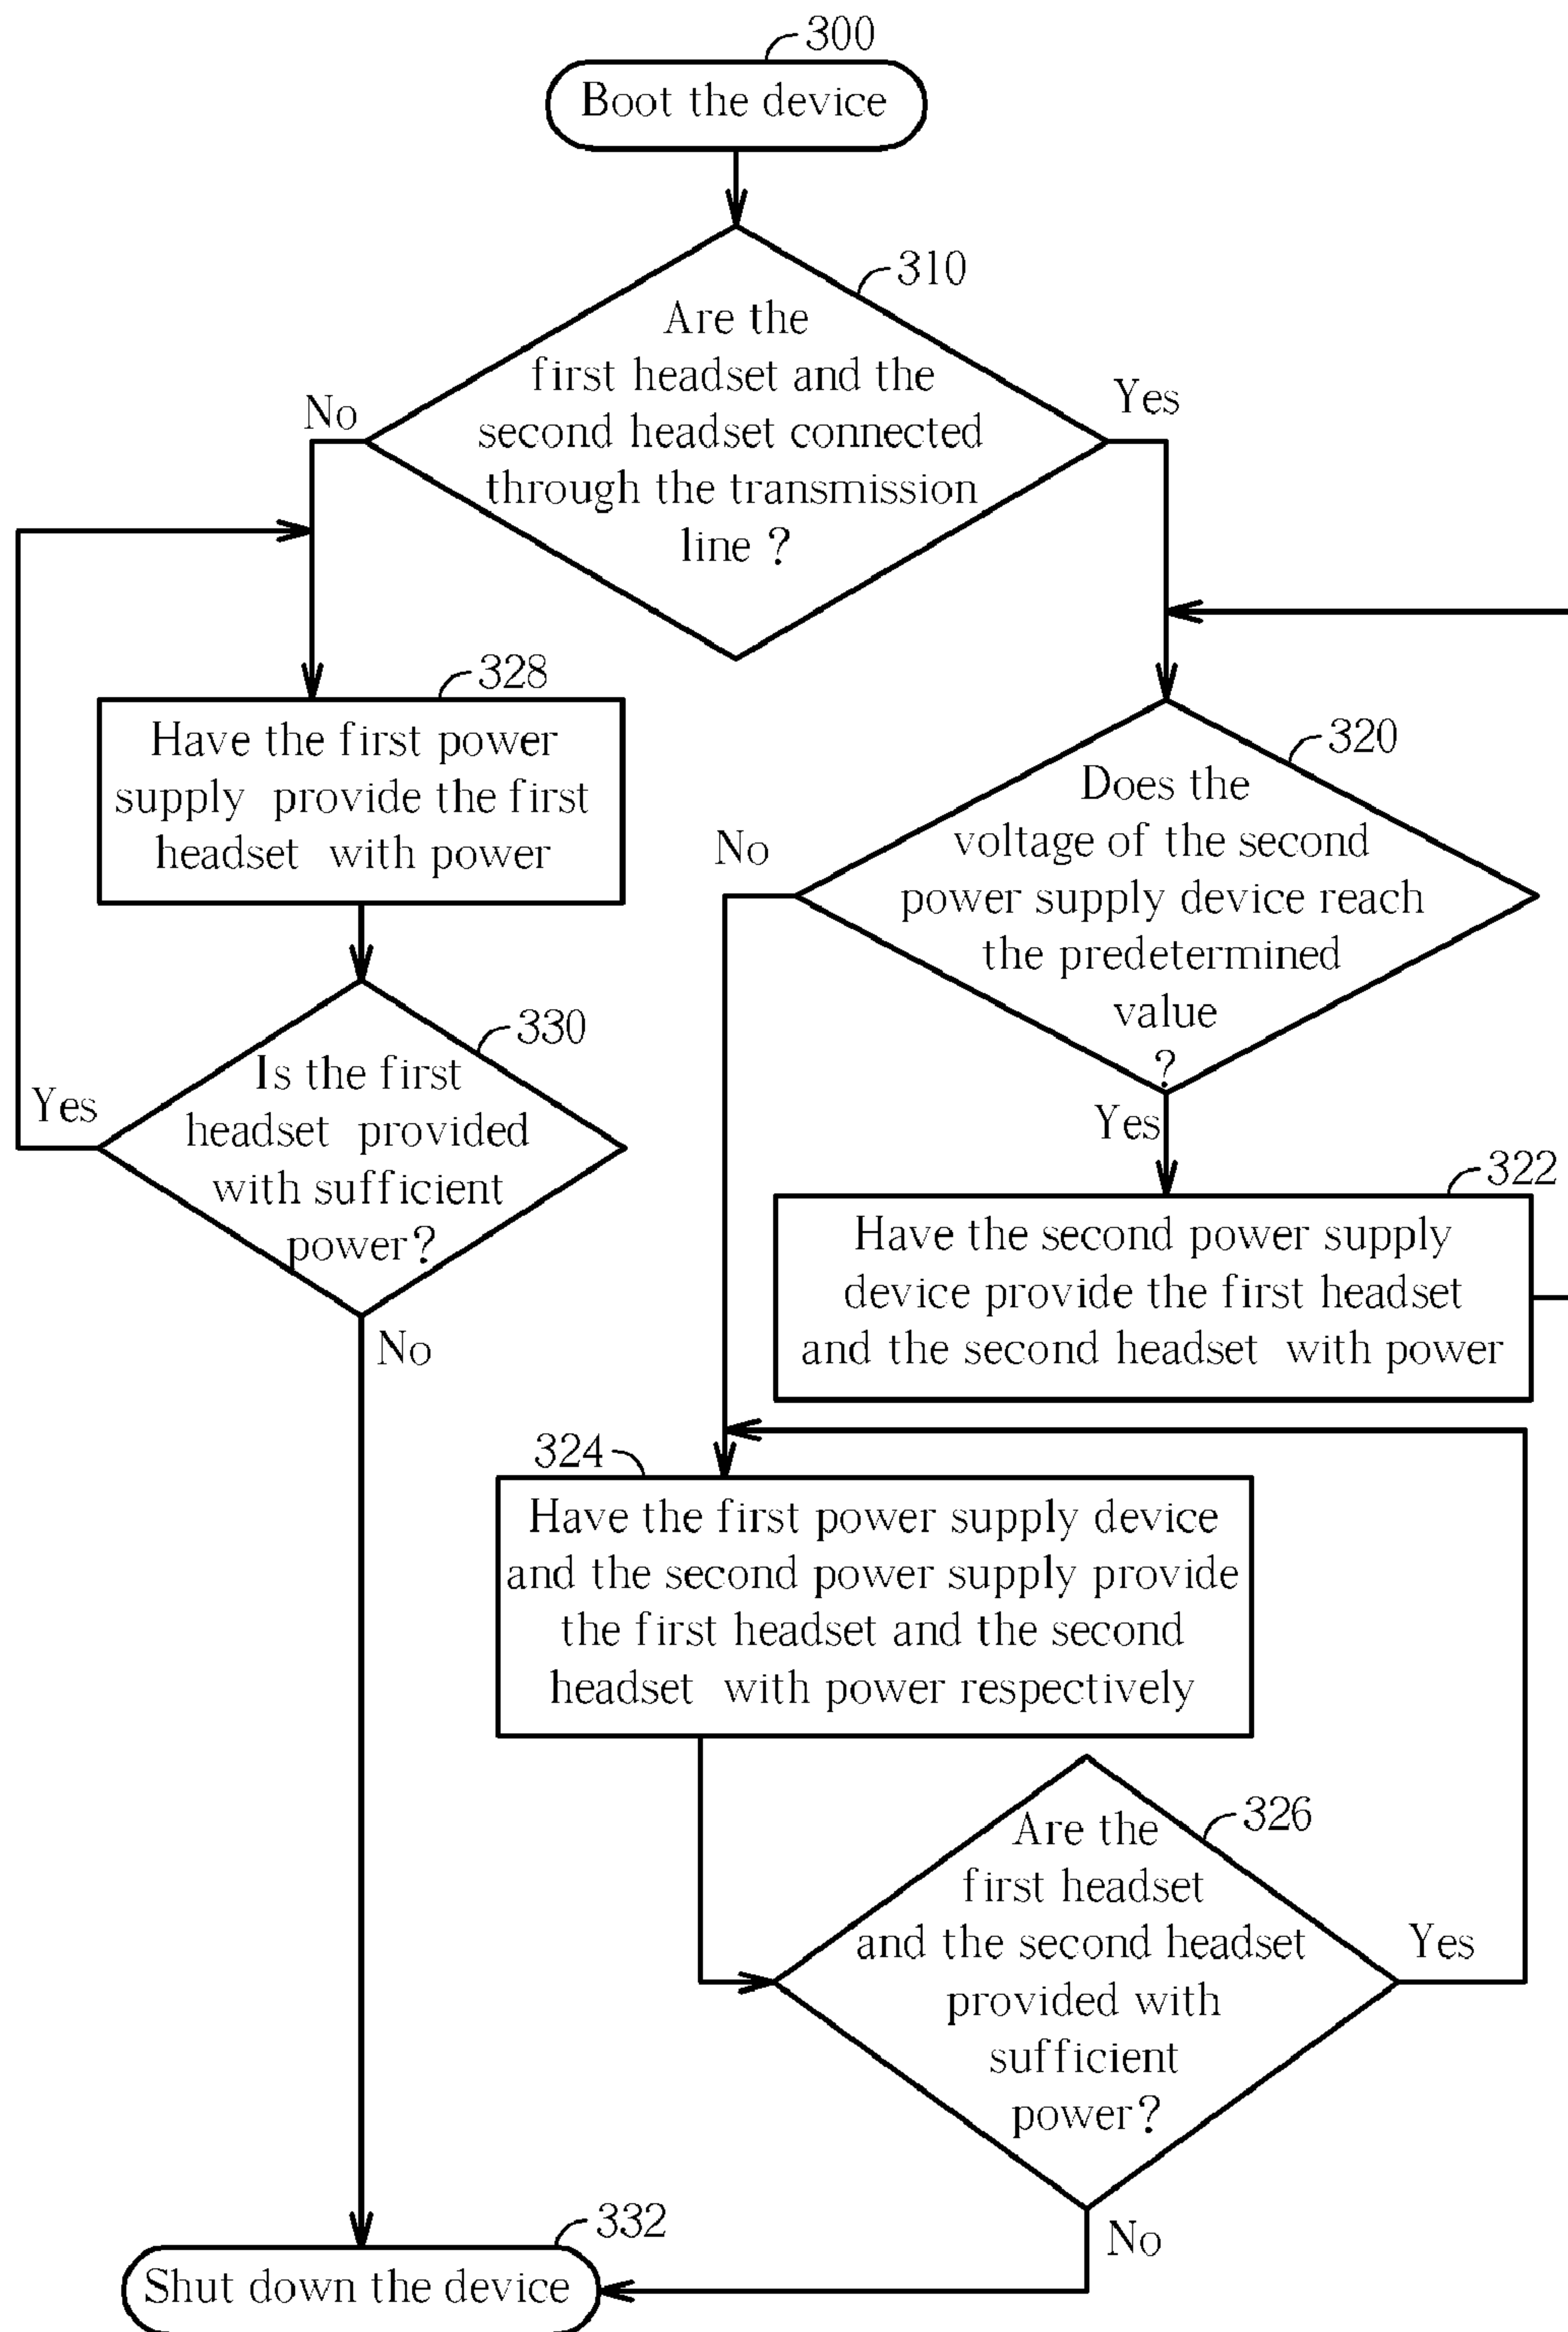 300
Boot the device
310
Are the
first headset and the
second headset connected
through the transmission
line ?
No
Yes
328
Have the first power
supply provide the first
headset with power
320
Does the
voltage of the second
power supply device reach
the predetermined
value
?
No
Yes
330
Is the first
headset provided
with sufficient
power?
Yes
No
322
Have the second power supply
device provide the first headset
and the second headset with power
324
Have the first power supply device
and the second power supply provide
the first headset and the second
headset with power respectively
326
Are the
first headset
and the second headset
provided with
sufficient
power?
Yes
No
332
Shut down the device